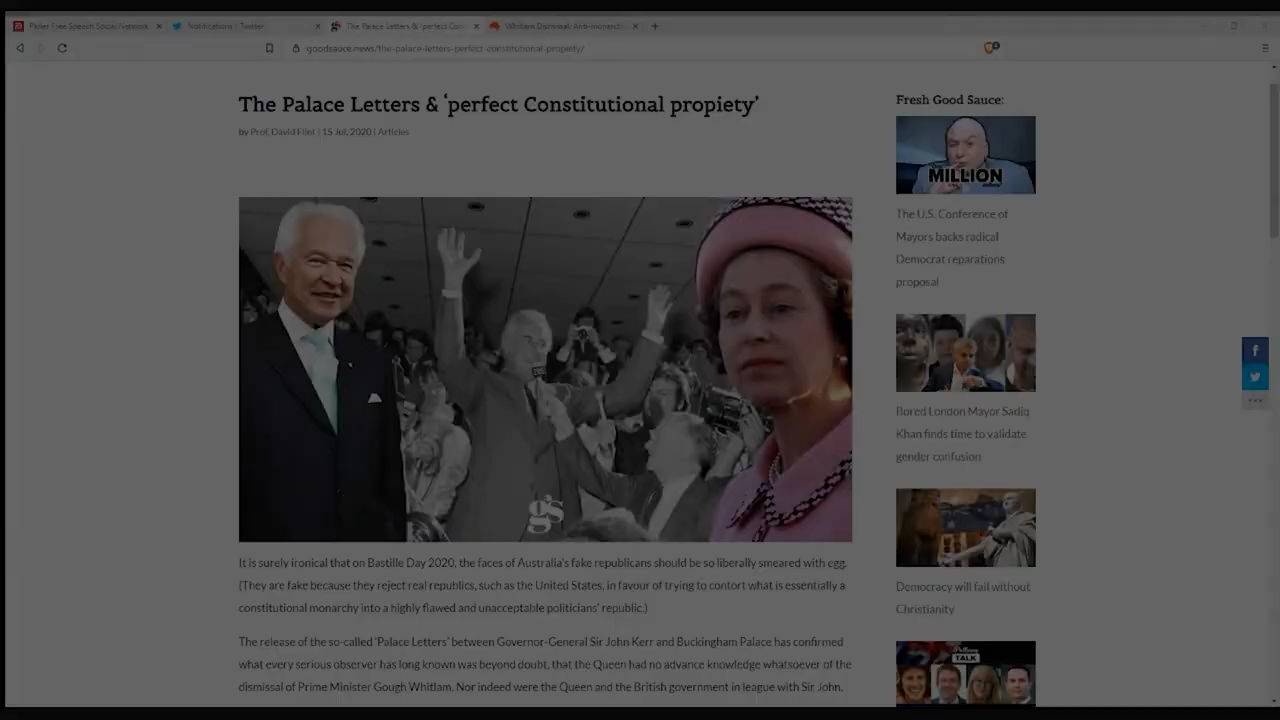 Parler Free Speech Social Network
Notifications / Twitter
The Palace Letters & 'perfect Con
Whitlam Dismissal: Anti-monarchi
goodsauce.news/the-palace-letters-perfect-constitutional-propiety/
The Palace Letters & ‘perfect Constitutional propiety’
by Prof. David Flint | 15 Jul, 2020 | Articles
gs
It is surely ironical that on Bastille Day 2020, the faces of Australia’s fake republicans should be so liberally smeared with egg.
(They are fake because they reject real republics, such as the United States, in favour of trying to contort what is essentially a
constitutional monarchy into a highly flawed and unacceptable politicians’ republic.)
The release of the so-called ‘Palace Letters’ between Governor-General Sir John Kerr and Buckingham Palace has confirmed
what every serious observer has long known was beyond doubt, that the Queen had no advance knowledge whatsoever of the
dismissal of Prime Minister Gough Whitlam. Nor indeed were the Queen and the British government in league with Sir John.
Fresh Good Sauce:
MILLION
The U.S. Conference of
Mayors backs radical
Democrat reparations
proposal
Bored London Mayor Sadiq
Khan finds time to validate
gender confusion
Democracy will fail without
Christianity
TALK